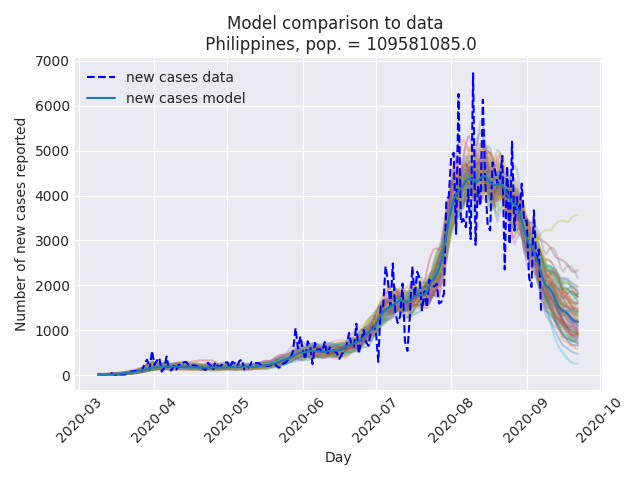 Model comparison to data
Philippines, pop. = 109581085.0
new cases data
new cases model
Number of new cases reported
7000
6000
5000
4000
3000
2000
1000
0
2020-03
2020-04
2020-05
2020-06
2020-07
2020-08
2020-09
2020-10
Day